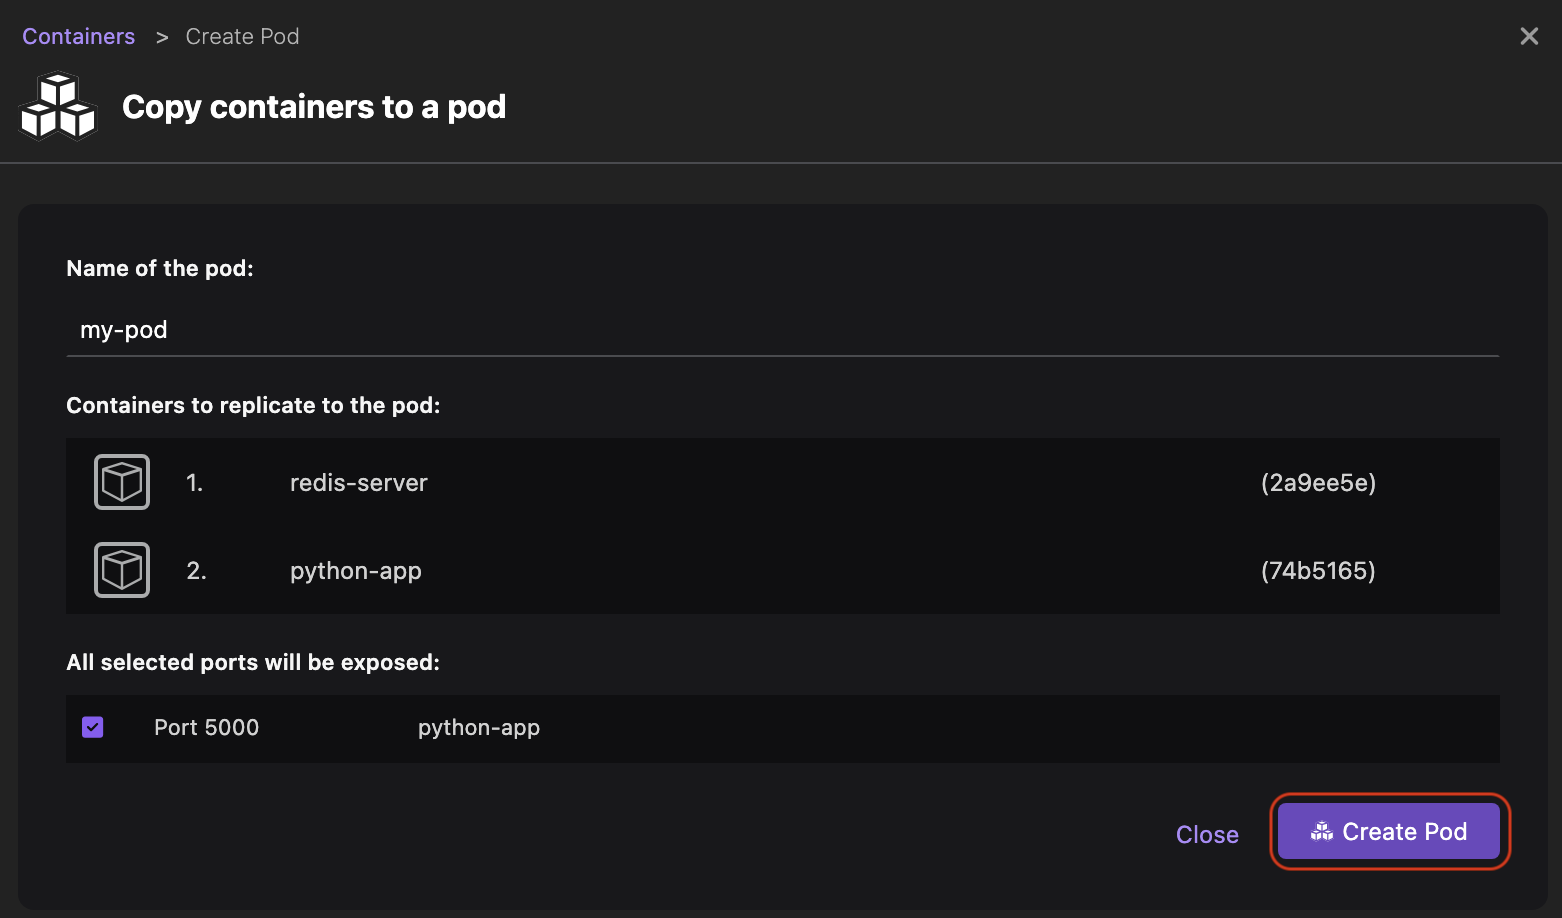 Containers > Create Pod
Copy containers to a pod
Name of the pod:
my-pod
Containers to replicate to the pod:
1. redis-server (2a9ee5e)
2. python-app (74b5165)
All selected ports will be exposed:
Port 5000 python-app
Close Create Pod